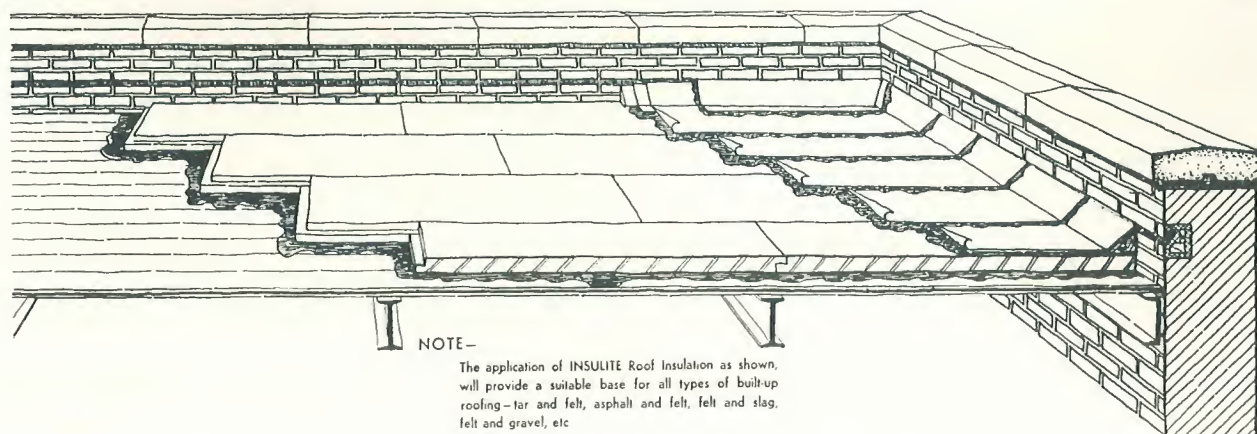 NOTE–
The application of INSULITE Roof Insulation as shown,
will provide a suitable base for all types of built-up
roofing – tar and felt, asphalt and felt, felt and slag,
felt and gravel, etc